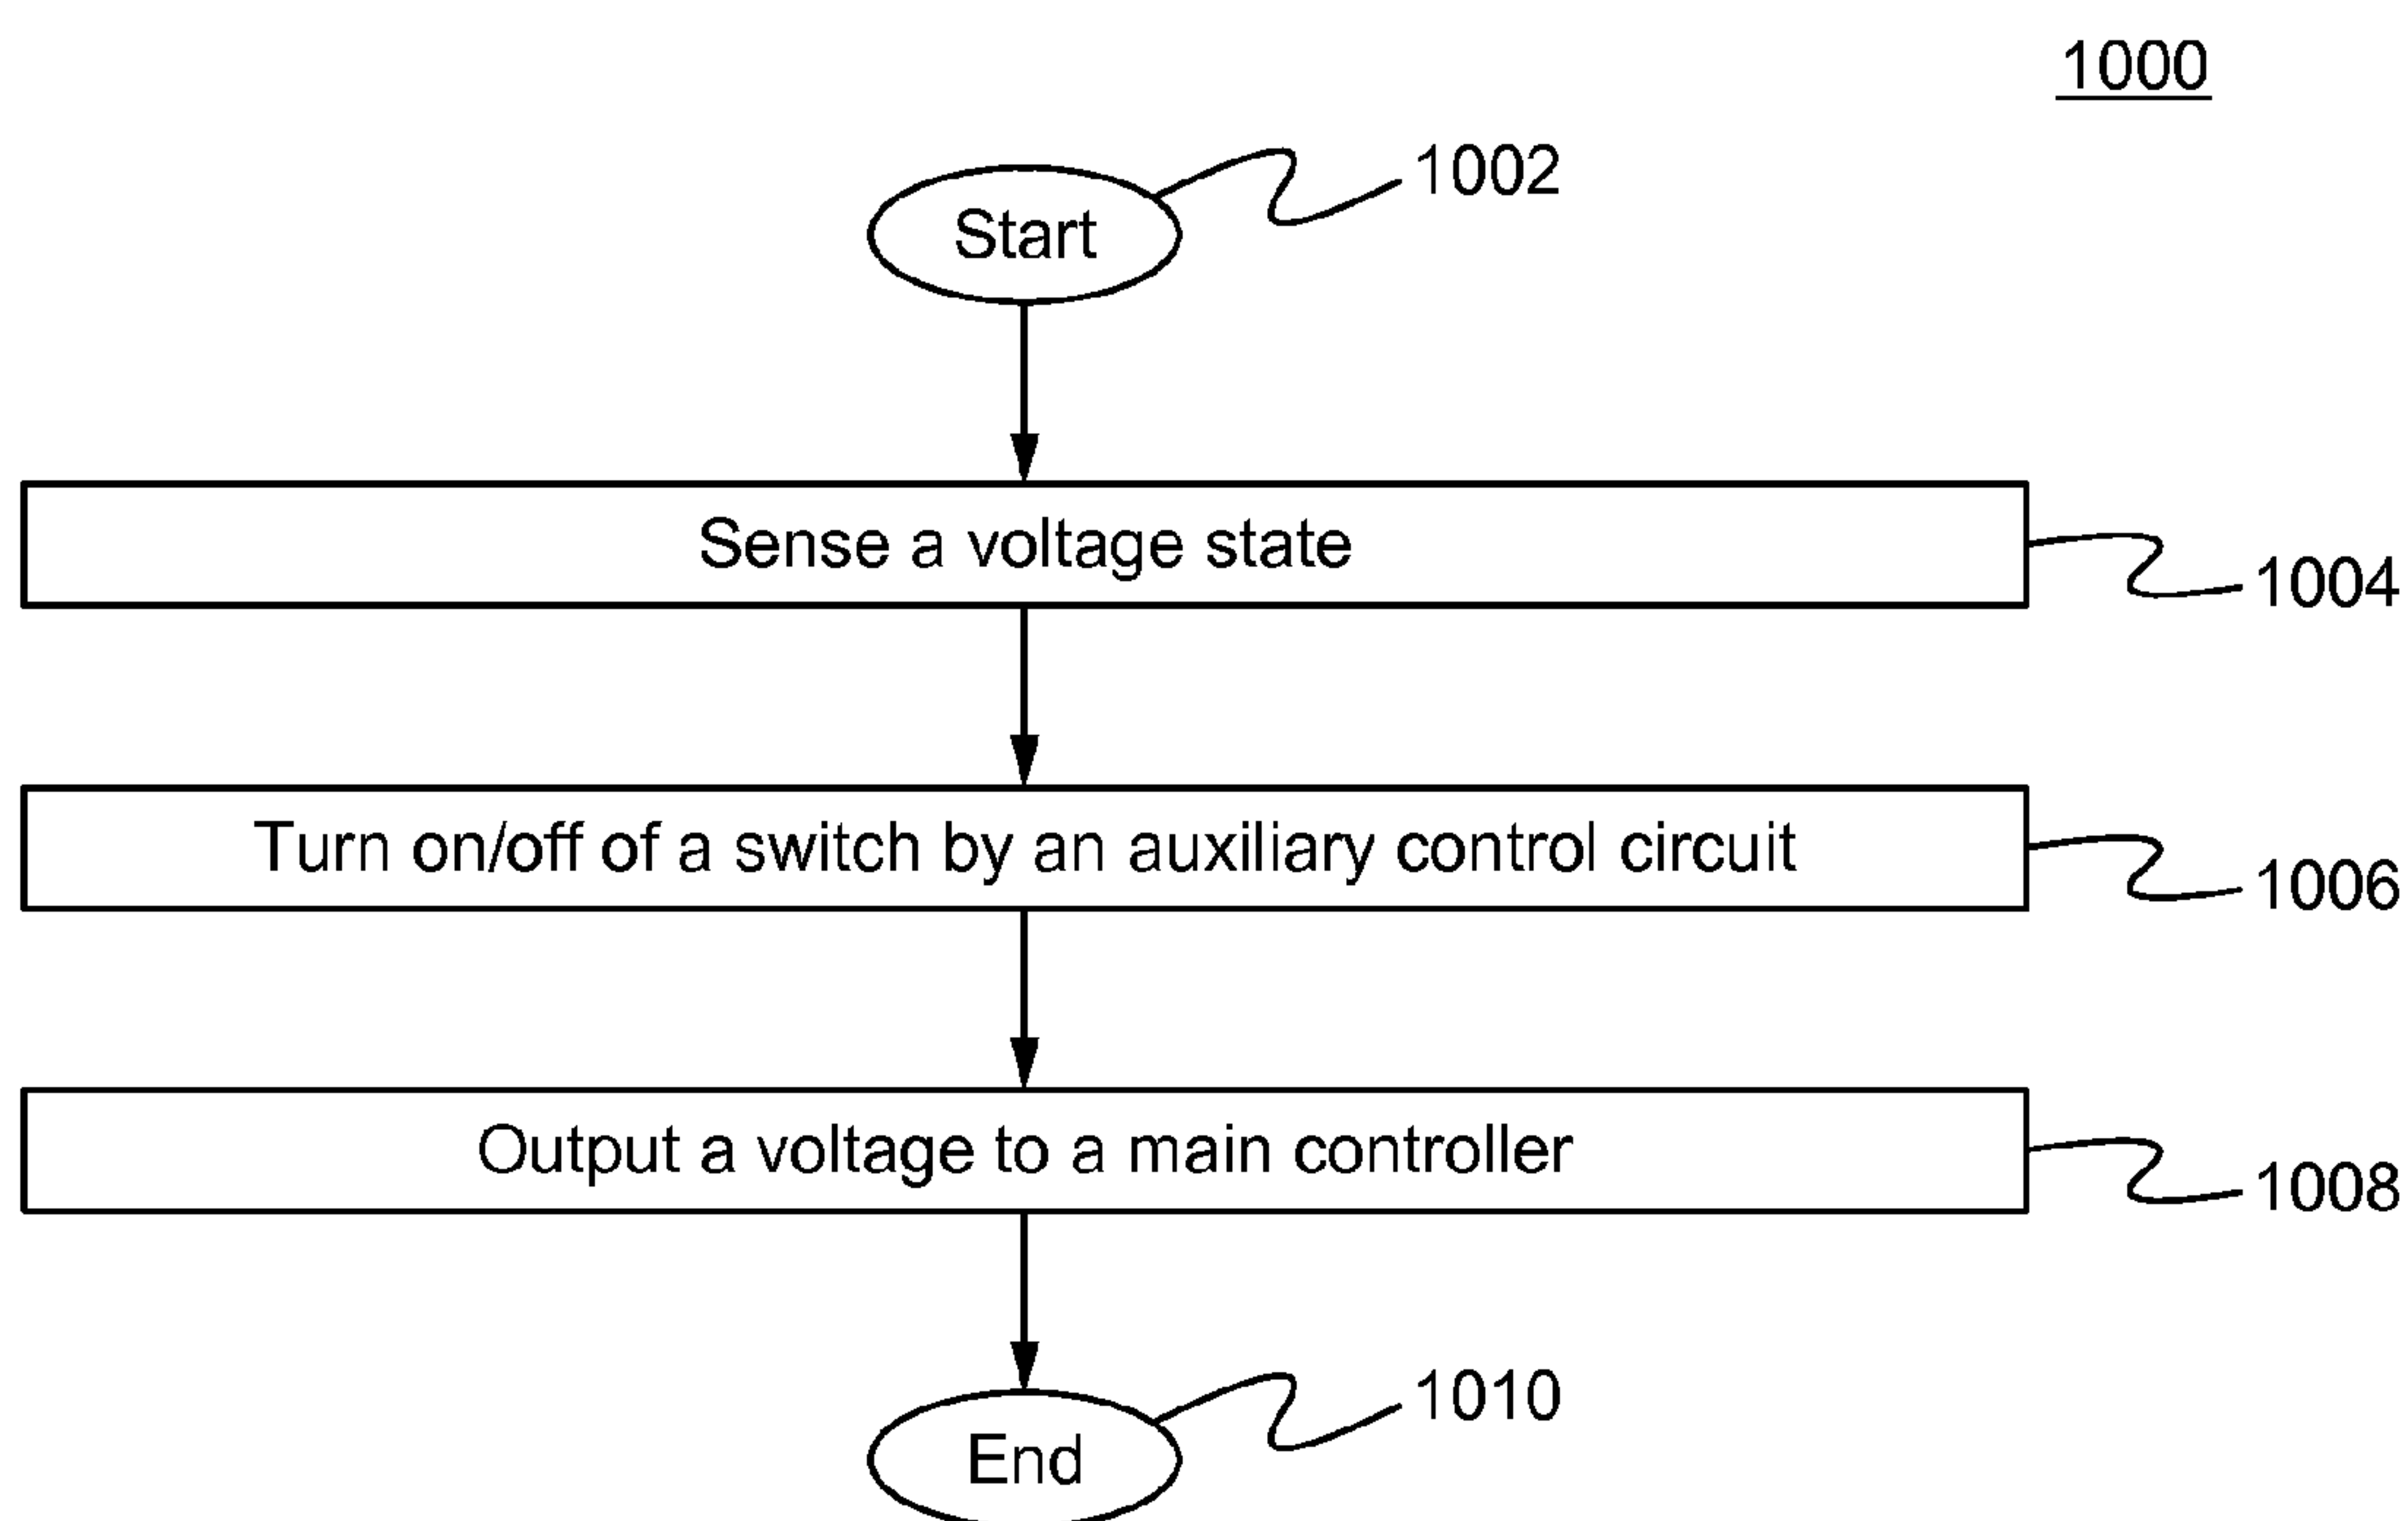 1000
1002
Start
Sense a voltage state
1004
Turn on/off of a switch by an auxiliary control circuit
1006
Output a voltage to a main controller
1008
1010
End